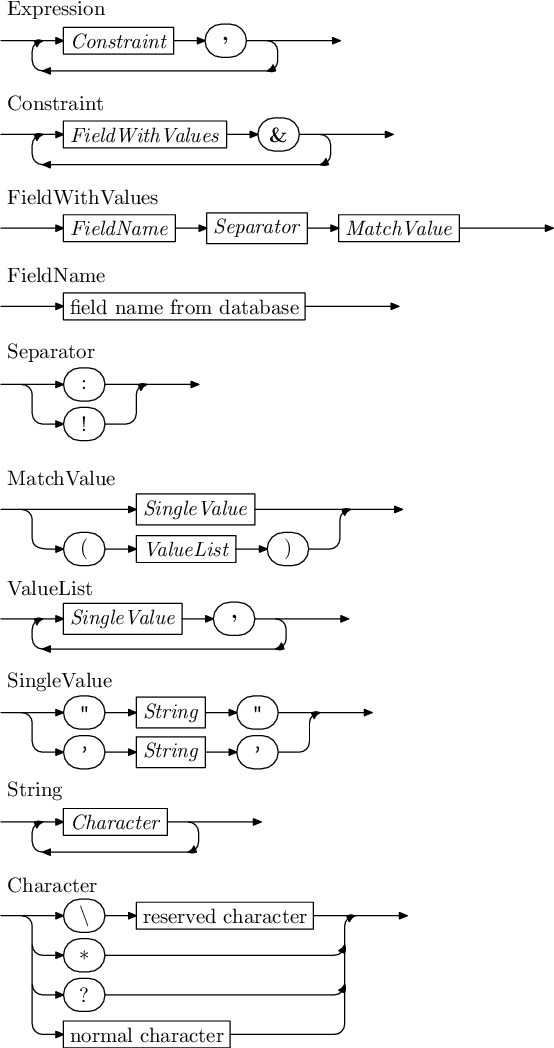 Expression
Constraint ,
Constraint
FieldWithValues &
FieldWithValues
FieldName Separator MatchValue
FieldName
field name from database
Separator
:
!
MatchValue
SingleValue
( ValueList )
ValueList
SingleValue ,
SingleValue
" String "
' String '
String
Character
Character
\ reserved character
*
?
normal character